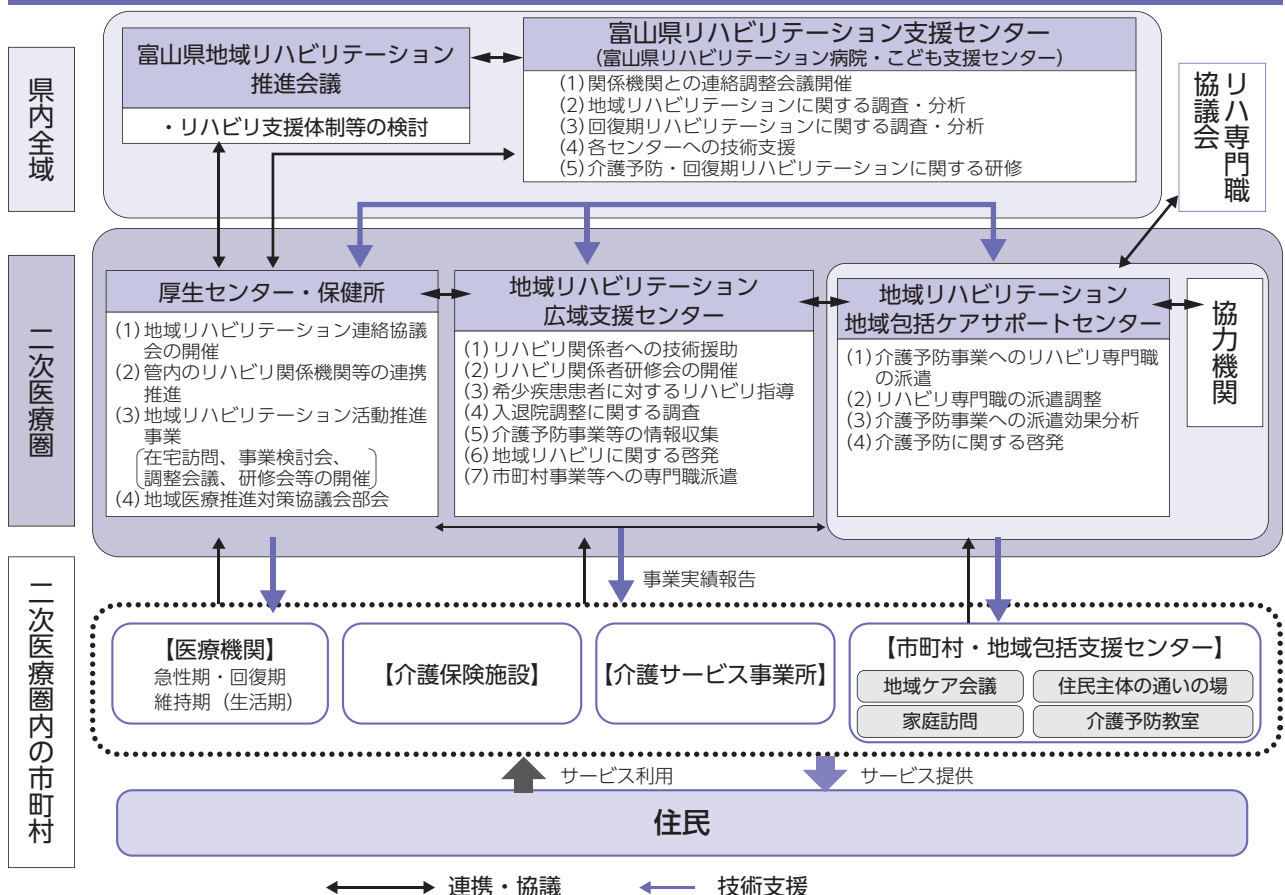 県内全域
富山県地域リハビリテーション
推進会議
・リハビリ支援体制等の検討
富山県リハビリテーション支援センター
(富山県リハビリテーション病院・こども支援センター)
(1)関係機関との連絡調整会議開催
(2)地域リハビリテーションに関する調査・分析
(3)回復期リハビリテーションに関する調査・分析
(4)各センターへの技術支援
(5)介護予防・回復期リハビリテーションに関する研修
リハ専門職
協議会
二次医療圏
厚生センター・保健所
(1)地域リハビリテーション連絡協議
会の開催
(2)管内のリハビリ関係機関等の連携
推進
(3)地域リハビリテーション活動推進
事業
在宅訪問、事業検討会、
調整会議、研修会等の開催
(4)地域医療推進対策協議会部会
地域リハビリテーション
広域支援センター
(1)リハビリ関係者への技術援助
(2)リハビリ関係者研修会の開催
(3)希少疾患患者に対するリハビリ指導
(4)入退院調整に関する調査
(5)介護予防事業等の情報収集
(6)地域リハビリに関する啓発
(7)市町村事業等への専門職派遣
地域リハビリテーション
地域包括ケアサポートセンター
(1)介護予防事業へのリハビリ専門職
の派遣
(2)リハビリ専門職の派遣調整
(3)介護予防事業への派遣効果分析
(4)介護予防に関する啓発
協力機関
事業実績報告
二次医療圏内の市町村
【医療機関】
急性期・回復期
維持期（生活期）
【介護保険施設】
【介護サービス事業所】
【市町村・地域包括支援センター】
地域ケア会議
住民主体の通いの場
家庭訪問
介護予防教室
サービス利用
サービス提供
住民
連携・協議
技術支援